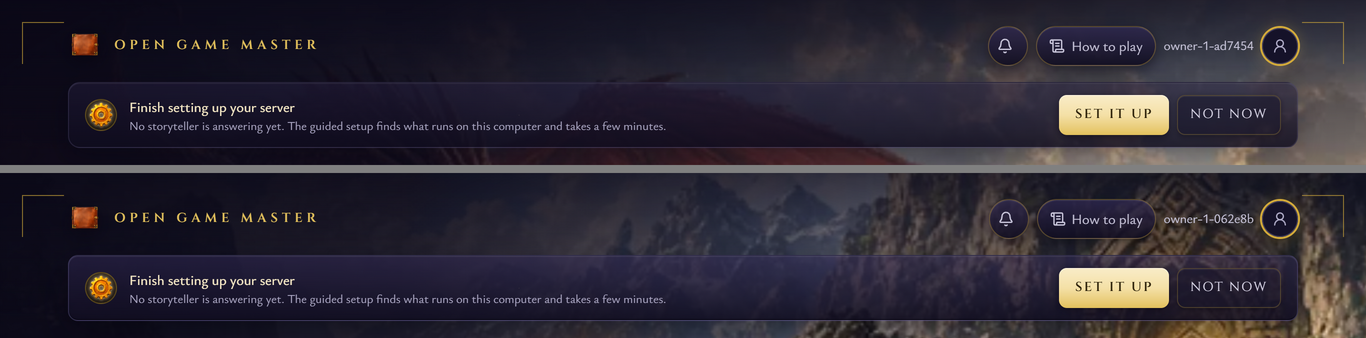 OPEN GAME MASTER
How to play
owner-1-ad7454
Finish setting up your server
No storyteller is answering yet. The guided setup finds what runs on this computer and takes a few minutes.
SET IT UP
NOT NOW
OPEN GAME MASTER
How to play
owner-1-062e8b
Finish setting up your server
No storyteller is answering yet. The guided setup finds what runs on this computer and takes a few minutes.
SET IT UP
NOT NOW